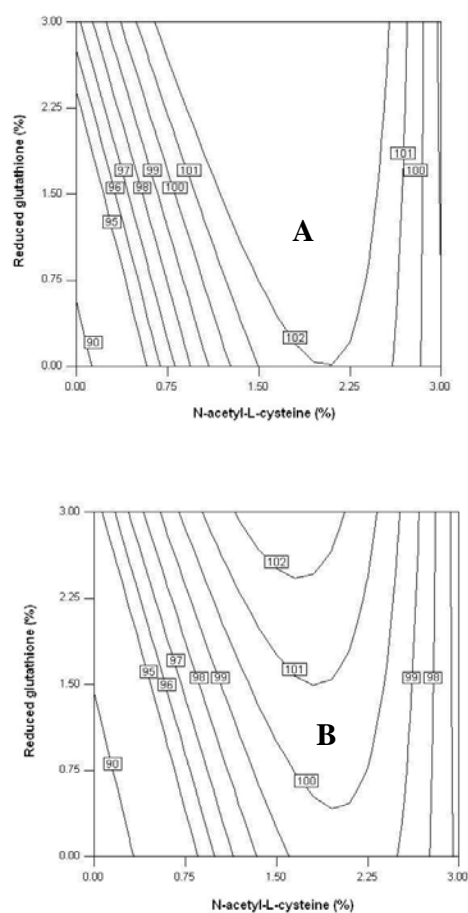 3.00
2.25
1.50
0.75
0.00
Reduced glutathione (%)
97 99 101
96 98 100
95
90
A
102
101
100
0.00 0.75 1.50 2.25 3.00
N-acetyl-L-cysteine (%)
3.00
2.25
1.50
0.75
0.00
Reduced glutathione (%)
102
101
97
95 98 99
96
90
B
100
99 98
0.00 0.75 1.50 2.25 3.00
N-acetyl-L-cysteine (%)